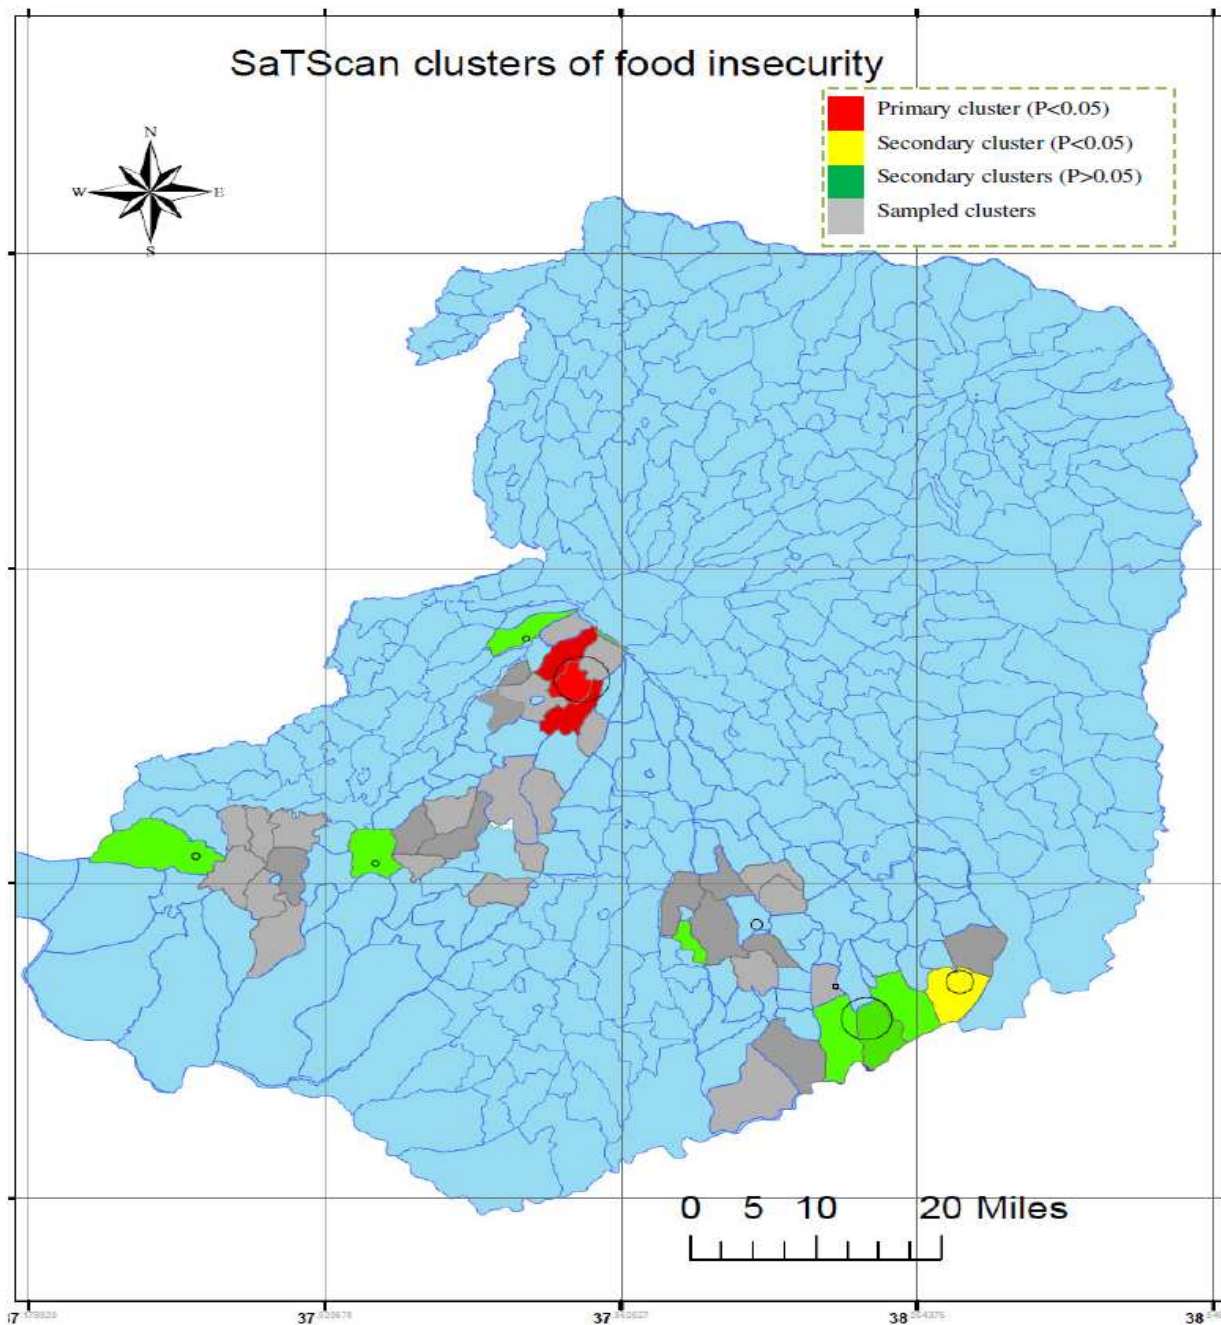 SaTScan clusters of food insecurity
Primary cluster (P<0.05)
Secondary cluster (P<0.05)
Secondary clusters (P>0.05)
Sampled clusters
N
W E
S
0 5 10 20 Miles
37 37 38 38